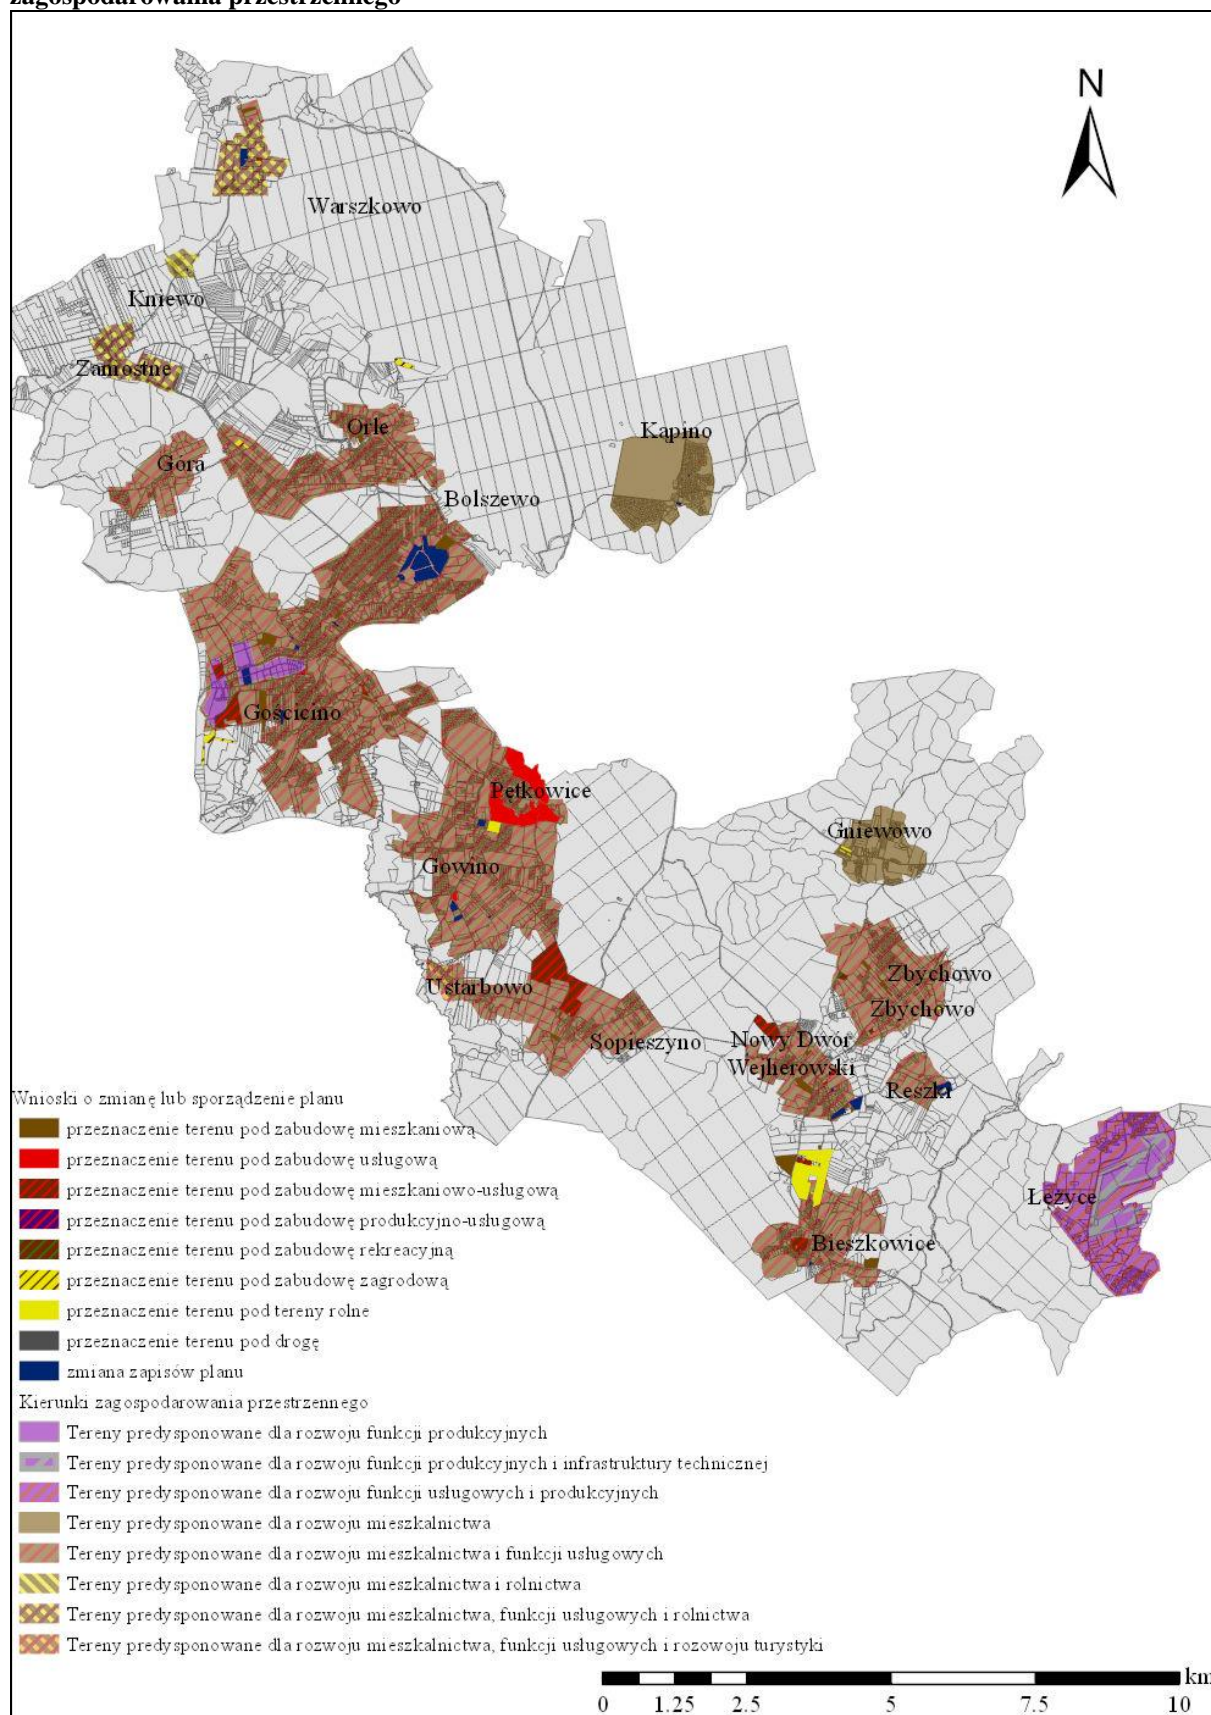 zagospodarowania przestrzennego
N
Warszkowo
Kniewo
Zamostne
Orle
Kąpino
Góra
Bolszewo
Gościcino
Pętkowice
Gniewowo
Gowino
Zbychowo
Ustarbowo
Zbychowo
Sopieszyno
Nowy Dwór
Wejherowski
Reszki
Łężyce
Bieszkowice
Wnioski o zmianę lub sporządzenie planu
przeznaczenie terenu pod zabudowę mieszkaniową
przeznaczenie terenu pod zabudowę usługową
przeznaczenie terenu pod zabudowę mieszkaniowo-usługową
przeznaczenie terenu pod zabudowę produkcyjno-usługową
przeznaczenie terenu pod zabudowę rekreacyjną
przeznaczenie terenu pod zabudowę zagrodową
przeznaczenie terenu pod tereny rolne
przeznaczenie terenu pod drogę
zmiana zapisów planu
Kierunki zagospodarowania przestrzennego
Tereny predysponowane dla rozwoju funkcji produkcyjnych
Tereny predysponowane dla rozwoju funkcji produkcyjnych i infrastruktury technicznej
Tereny predysponowane dla rozwoju funkcji usługowych i produkcyjnych
Tereny predysponowane dla rozwoju mieszkalnictwa
Tereny predysponowane dla rozwoju mieszkalnictwa i funkcji usługowych
Tereny predysponowane dla rozwoju mieszkalnictwa i rolnictwa
Tereny predysponowane dla rozwoju mieszkalnictwa, funkcji usługowych i rolnictwa
Tereny predysponowane dla rozwoju mieszkalnictwa, funkcji usługowych i rozowoju turystyki
km
0 1.25 2.5 5 7.5 10